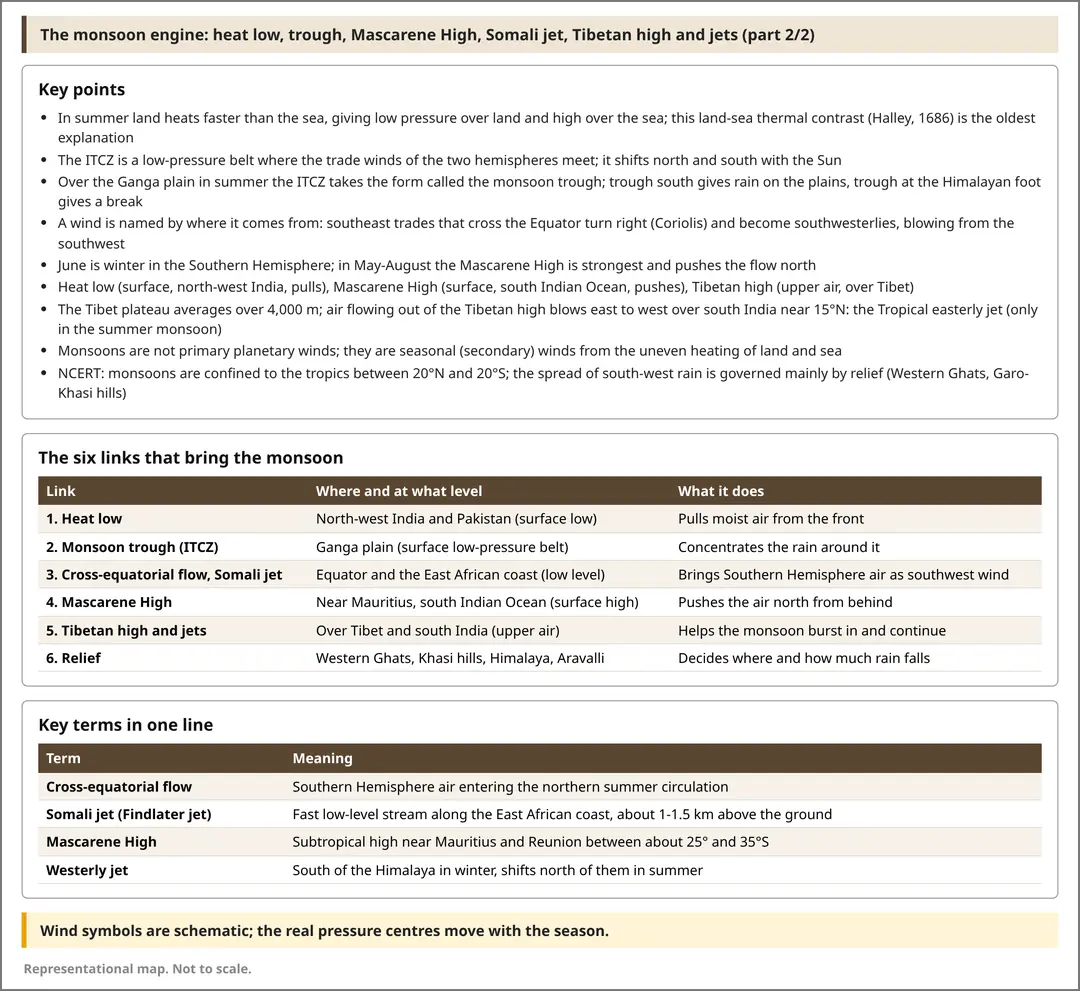 The monsoon engine: heat low, trough, Mascarene High, Somali jet, Tibetan high and jets (part 2/2)
Key points
• In summer land heats faster than the sea, giving low pressure over land and high over the sea; this land-sea thermal contrast (Halley, 1686) is the oldest
explanation
• The ITCZ is a low-pressure belt where the trade winds of the two hemispheres meet; it shifts north and south with the Sun
• Over the Ganga plain in summer the ITCZ takes the form called the monsoon trough; trough south gives rain on the plains, trough at the Himalayan foot
gives a break
• A wind is named by where it comes from: southeast trades that cross the Equator turn right (Coriolis) and become southwesterlies, blowing from the
southwest
• June is winter in the Southern Hemisphere; in May-August the Mascarene High is strongest and pushes the flow north
• Heat low (surface, north-west India, pulls), Mascarene High (surface, south Indian Ocean, pushes), Tibetan high (upper air, over Tibet)
• The Tibet plateau averages over 4,000 m; air flowing out of the Tibetan high blows east to west over south India near 15°N: the Tropical easterly jet (only
in the summer monsoon)
• Monsoons are not primary planetary winds; they are seasonal (secondary) winds from the uneven heating of land and sea
• NCERT: monsoons are confined to the tropics between 20°N and 20°S; the spread of south-west rain is governed mainly by relief (Western Ghats, Garo-
Khasi hills)
The six links that bring the monsoon
Link Where and at what level What it does
1. Heat low North-west India and Pakistan (surface low) Pulls moist air from the front
2. Monsoon trough (ITCZ) Ganga plain (surface low-pressure belt) Concentrates the rain around it
3. Cross-equatorial flow, Somali jet Equator and the East African coast (low level) Brings Southern Hemisphere air as southwest wind
4. Mascarene High Near Mauritius, south Indian Ocean (surface high) Pushes the air north from behind
5. Tibetan high and jets Over Tibet and south India (upper air) Helps the monsoon burst in and continue
6. Relief Western Ghats, Khasi hills, Himalaya, Aravalli Decides where and how much rain falls
Key terms in one line
Term Meaning
Cross-equatorial flow Southern Hemisphere air entering the northern summer circulation
Somali jet (Findlater jet) Fast low-level stream along the East African coast, about 1-1.5 km above the ground
Mascarene High Subtropical high near Mauritius and Reunion between about 25° and 35°S
Westerly jet South of the Himalaya in winter, shifts north of them in summer
Wind symbols are schematic; the real pressure centres move with the season.
Representational map. Not to scale.